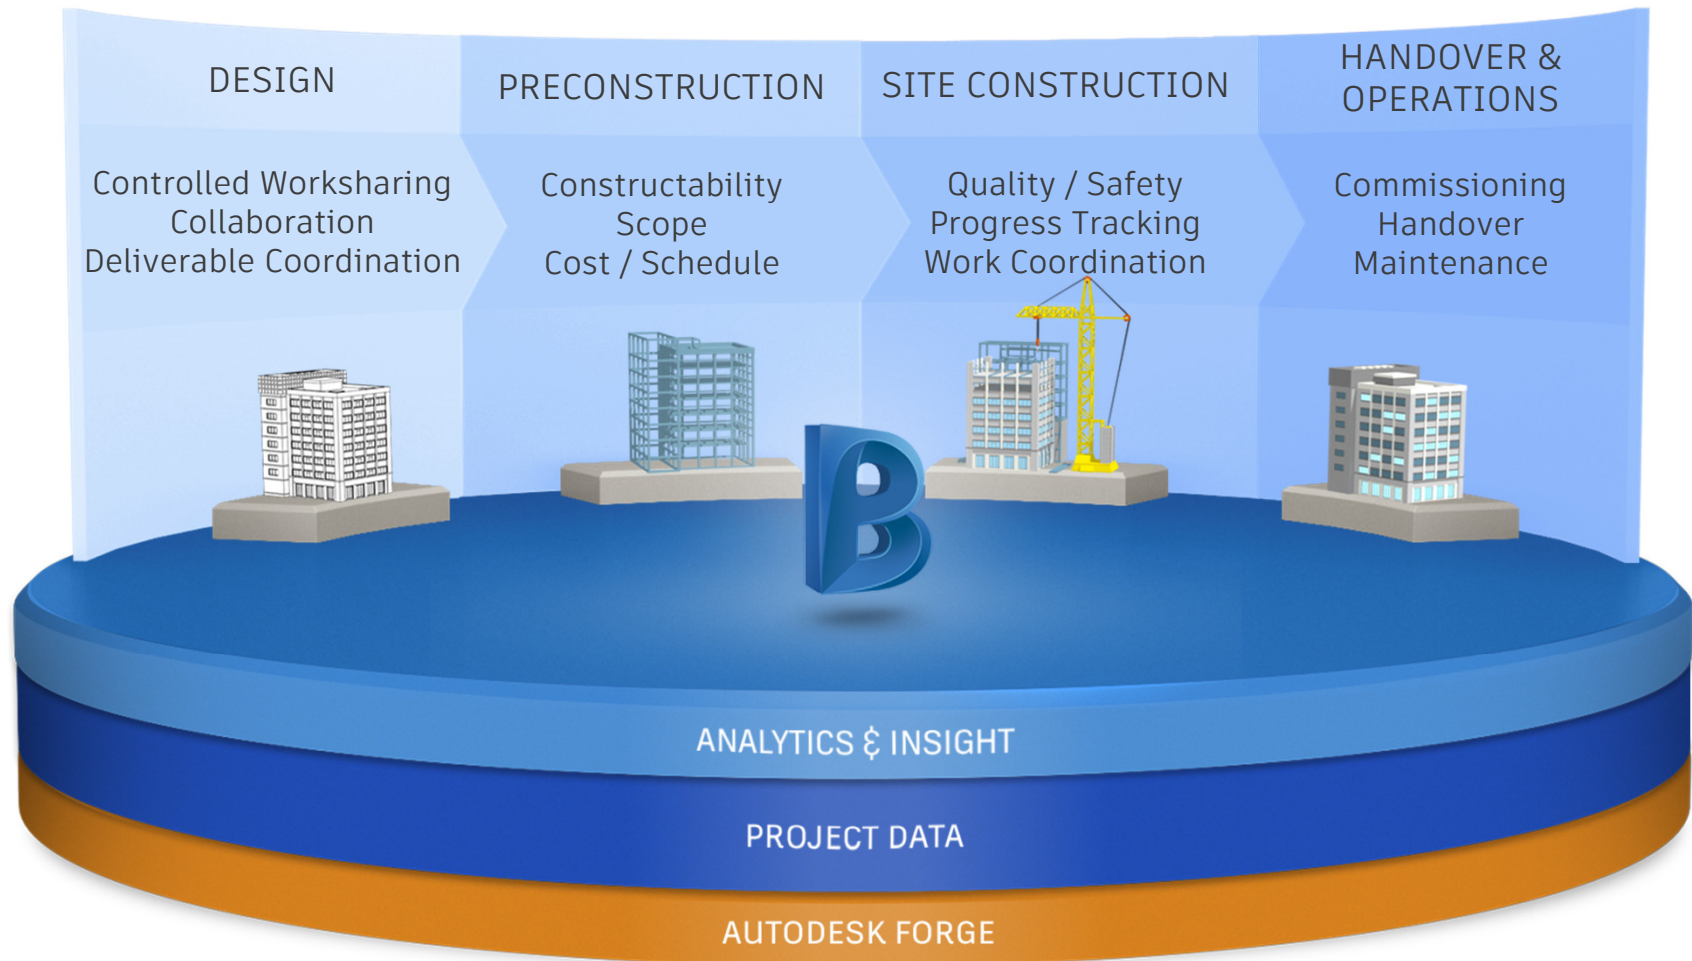 DESIGN
Controlled Worksharing
Collaboration
Deliverable Coordination
PRECONSTRUCTION
Constructability
Scope
Cost / Schedule
SITE CONSTRUCTION
Quality / Safety
Progress Tracking
Work Coordination
HANDOVER &
OPERATIONS
Commissioning
Handover
Maintenance
B
ANALYTICS & INSIGHT
PROJECT DATA
AUTODESK FORGE